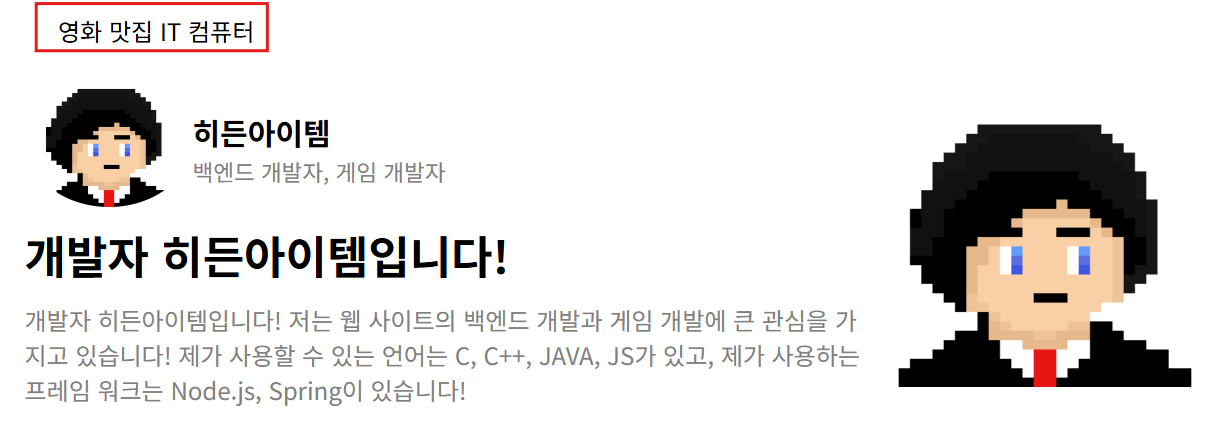 영화 맛집 IT 컴퓨터
히든아이템
백엔드 개발자, 게임 개발자
개발자 히든아이템입니다!
개발자 히든아이템입니다! 저는 웹 사이트의 백엔드 개발과 게임 개발에 큰 관심을 가
지고 있습니다! 제가 사용할 수 있는 언어는 C, C++, JAVA, JS가 있고, 제가 사용하는
프레임 워크는 Node.js, Spring이 있습니다!